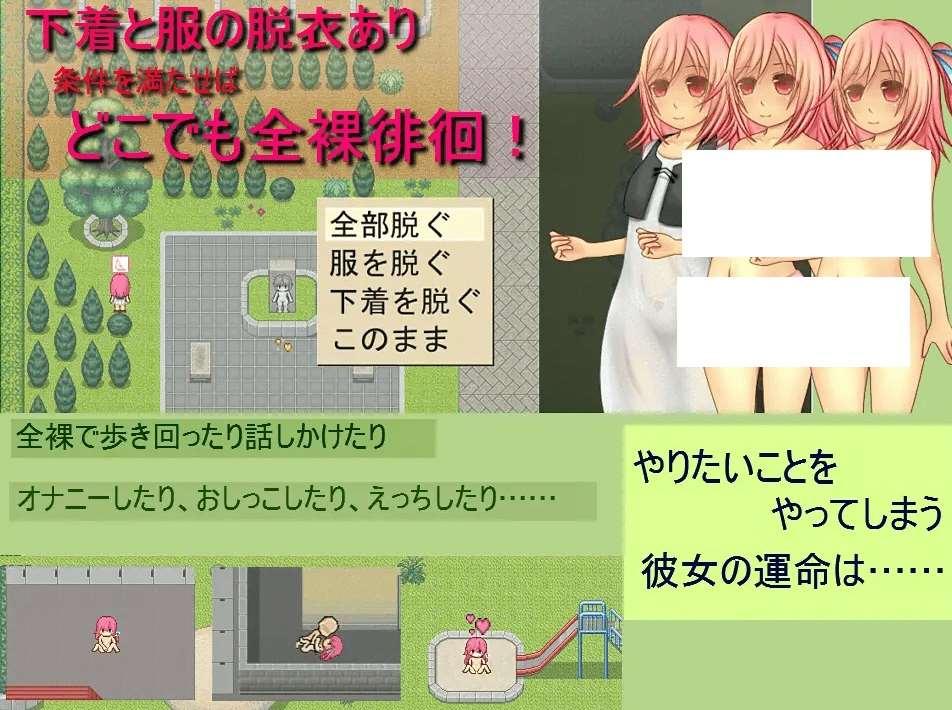 下着と服の脱衣あり
条件を満たせば
どこでも全裸徘徊！
全部脱ぐ
服を脱ぐ
下着を脱ぐ
このまま
全裸で歩き回ったり話しかけたり
オナニーしたり、おしっこしたり、えっちしたり……
やりたいことを
やってしまう
彼女の運命は……